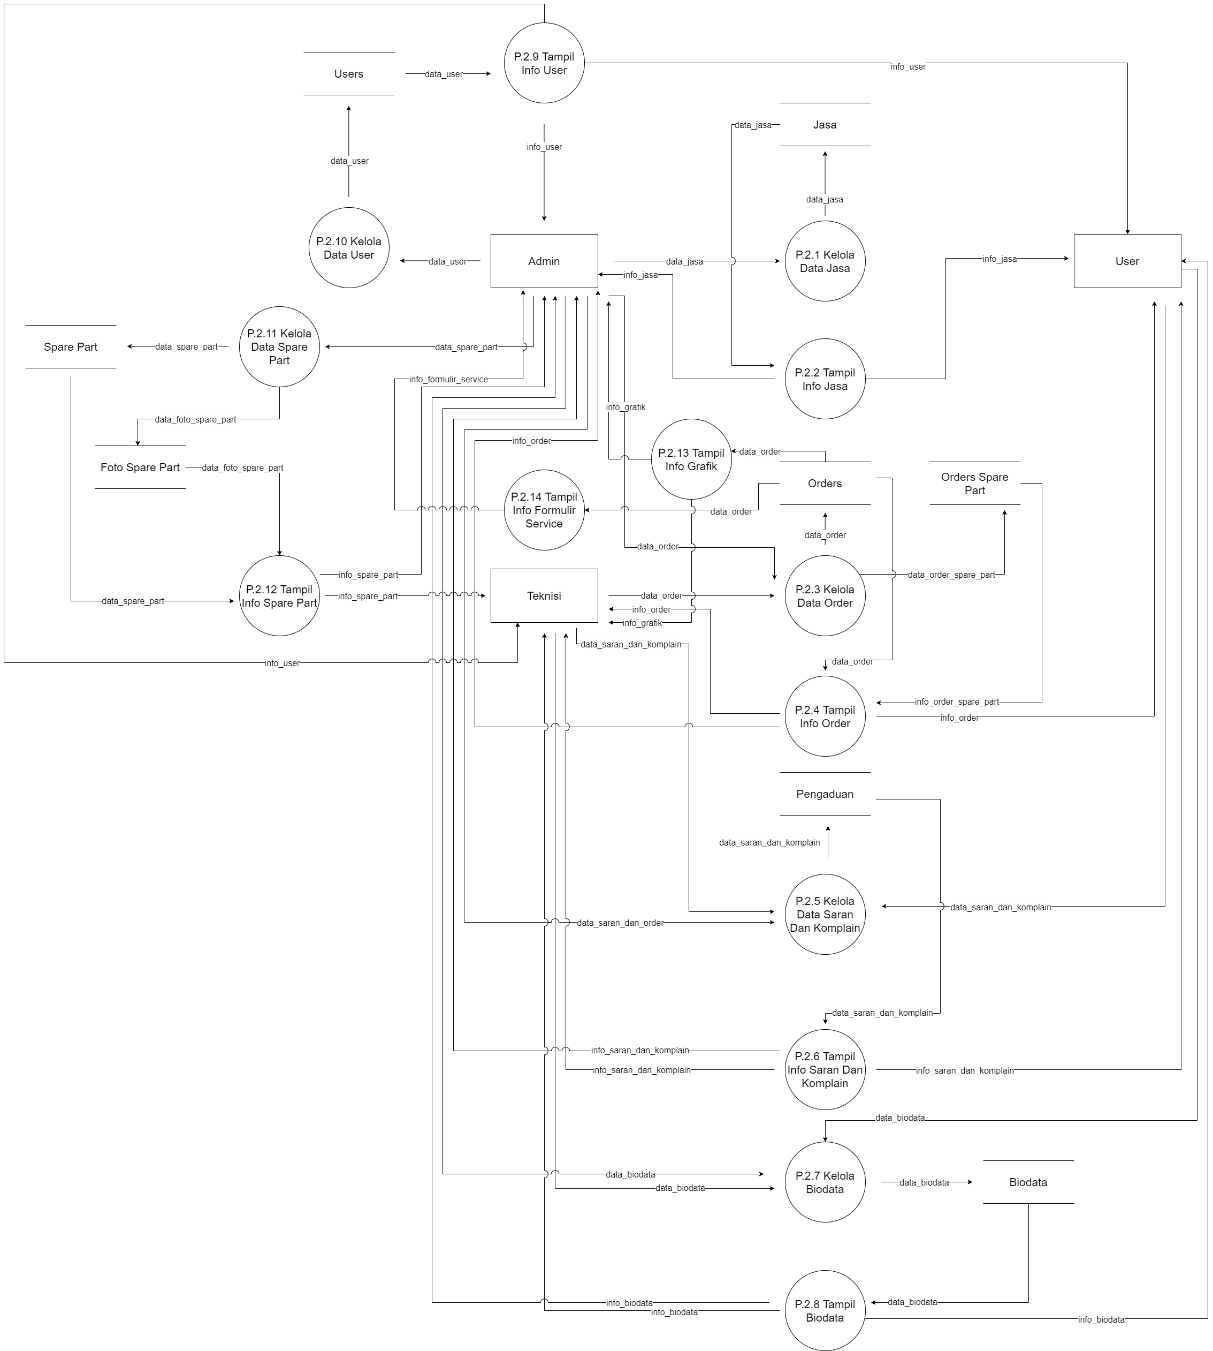 P.2.9 Tampil
Info User
Users
data_user
info_user
Jasa
data_jasa
info_user
data_user
data_jasa
P.2.10 Kelola
Data User
data_user
Admin
data_jasa
P.2.1 Kelola
Data Jasa
info_jasa
info_jasa
User
P.2.11 Kelola
Data Spare
Part
Spare Part
data_spare_part
data_spare_part
P.2.2 Tampil
Info Jasa
info_formulir_service
info_grafik
data_foto_spare_part
info_order
P.2.13 Tampil
Info Grafik
data_order
Foto Spare Part
data_foto_spare_part
Orders
Orders Spare
Part
P.2.14 Tampil
Info Formulir
Service
data_order
data_order
data_order
info_spare_part
P.2.12 Tampil
Info Spare Part
info_spare_part
data_spare_part
Teknisi
data_order
P.2.3 Kelola
Data Order
data_order_spare_part
info_order
info_grafik
data_saran_dan_komplain
info_user
data_order
P.2.4 Tampil
Info Order
info_order_spare_part
info_order
Pengaduan
data_saran_dan_komplain
P.2.5 Kelola
Data Saran
Dan Komplain
data_saran_dan_komplain
data_saran_dan_order
data_saran_dan_komplain
P.2.6 Tampil
Info Saran Dan
Komplain
info_saran_dan_komplain
info_saran_dan_komplain
info_saran_dan_komplain
data_biodata
P.2.7 Kelola
Biodata
data_biodata
data_biodata
data_biodata
Biodata
P.2.8 Tampil
Biodata
data_biodata
info_biodata
info_biodata
info_biodata